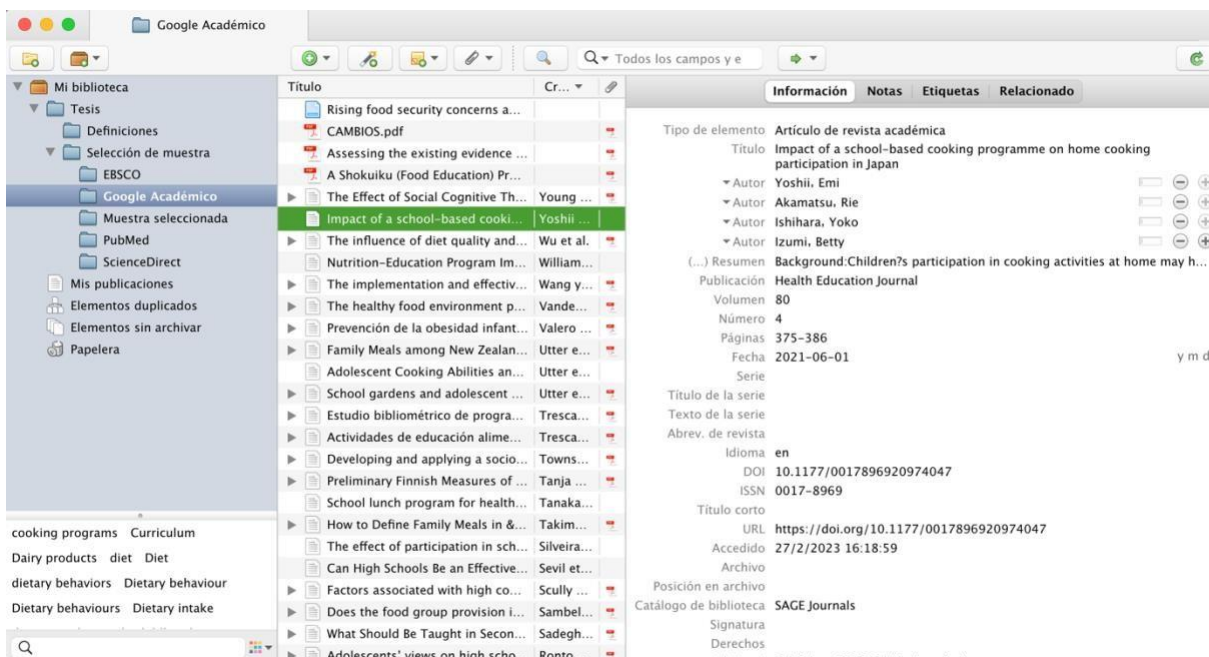 Google Académico
Todos los campos y e
Mi biblioteca
Tesis
Definiciones
Selección de muestra
EBSCO
Google Académico
Muestra seleccionada
PubMed
ScienceDirect
Mis publicaciones
Elementos duplicados
Elementos sin archivar
Papelera
cooking programs Curriculum
Dairy products diet Diet
dietary behaviors Dietary behaviour
Dietary behaviours Dietary intake
Título Cr...
Rising food security concerns a...
CAMBIOS.pdf
Assessing the existing evidence ...
A Shokuiku (Food Education) Pr...
The Effect of Social Cognitive Th... Young ...
Impact of a school-based cooki... Yoshii ...
The influence of diet quality and... Wu et al.
Nutrition-Education Program Im... William...
The implementation and effectiv... Wang y...
The healthy food environment p... Vande...
Prevención de la obesidad infant... Valero ...
Family Meals among New Zealan... Utter e...
Adolescent Cooking Abilities an... Utter e...
School gardens and adolescent ... Utter e...
Estudio bibliométrico de progra... Tresca...
Actividades de educación alime... Tresca...
Developing and applying a socio... Towns...
Preliminary Finnish Measures of ... Tanja ...
School lunch program for health... Tanaka...
How to Define Family Meals in &... Takim...
The effect of participation in sch... Silveira...
Can High Schools Be an Effective... Sevil et...
Factors associated with high co... Scully ...
Does the food group provision i... Sambel...
What Should Be Taught in Secon... Sadegh...
Adolescents' views on high scho... Ronto...
Información Notas Etiquetas Relacionado
Tipo de elemento Artículo de revista académica
Título Impact of a school-based cooking programme on home cooking
participation in Japan
Autor Yoshii, Emi
Autor Akamatsu, Rie
Autor Ishihara, Yoko
Autor Izumi, Betty
(...) Resumen Background:Children?s participation in cooking activities at home may h...
Publicación Health Education Journal
Volumen 80
Número 4
Páginas 375-386
Fecha 2021-06-01 y m d
Serie
Título de la serie
Texto de la serie
Abrev. de revista
Idioma en
DOI 10.1177/0017896920974047
ISSN 0017-8969
Título corto
URL https://doi.org/10.1177/0017896920974047
Accedido 27/2/2023 16:18:59
Archivo
Posición en archivo
Catálogo de biblioteca SAGE Journals
Signatura
Derechos